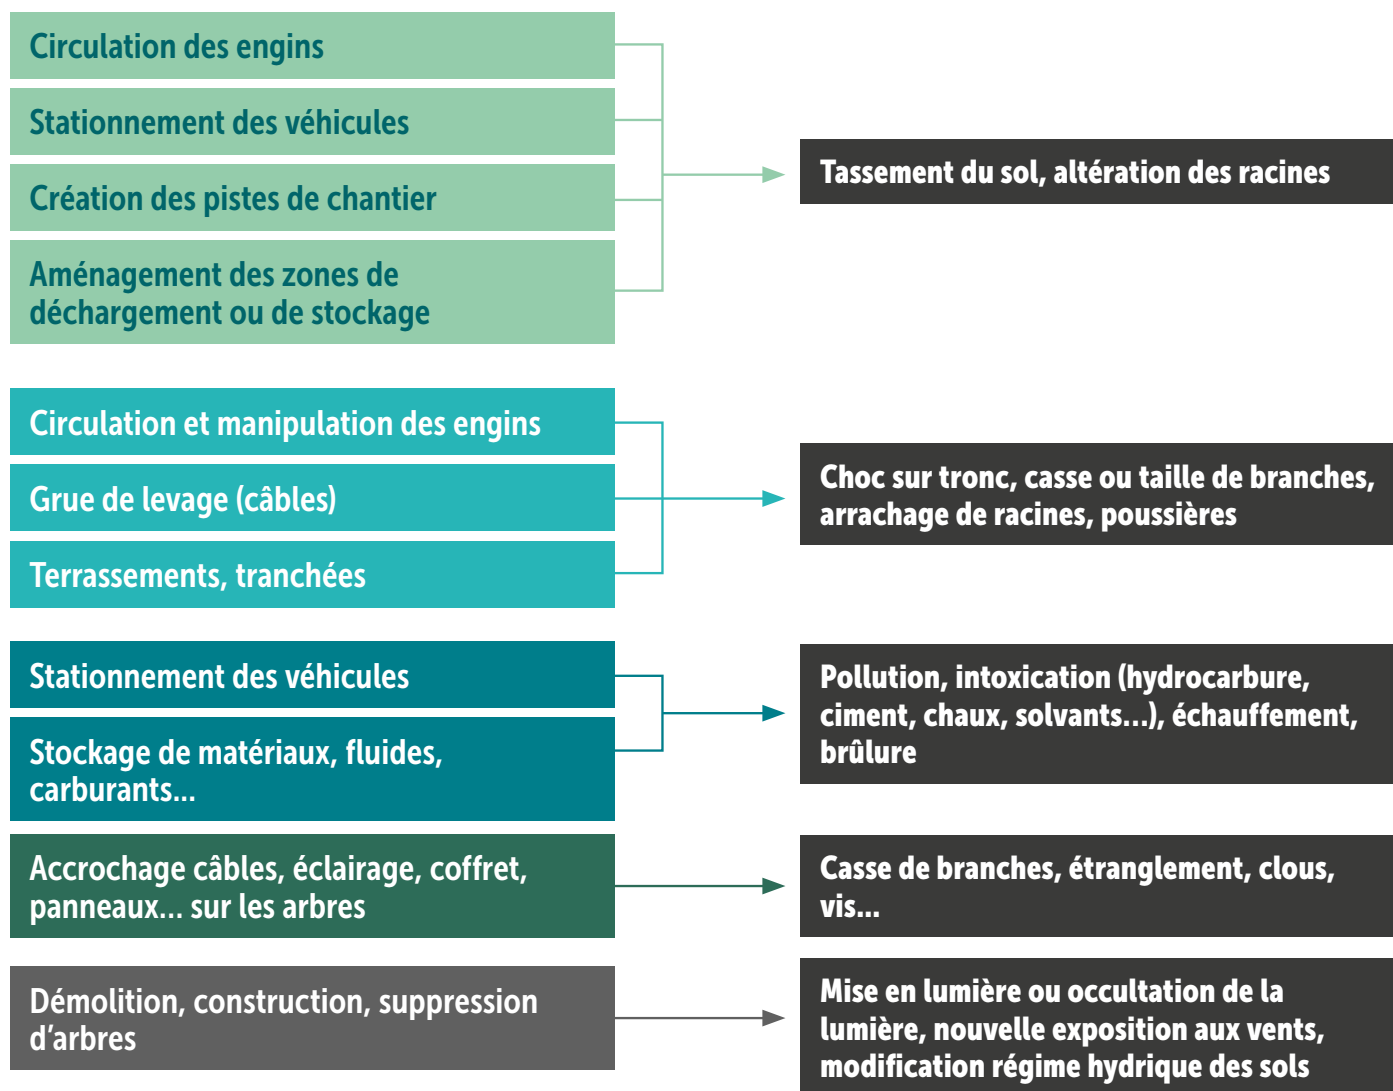 Circulation des engins
Stationnement des véhicules
Création des pistes de chantier
Aménagement des zones de
déchargement ou de stockage
Tassement du sol, altération des racines
Circulation et manipulation des engins
Grue de levage (câbles)
Terrassements, tranchées
Choc sur tronc, casse ou taille de branches,
arrachage de racines, poussières
Stationnement des véhicules
Stockage de matériaux, fluides,
carburants...
Pollution, intoxication (hydrocarbure,
ciment, chaux, solvants...), échauffement,
brûlure
Accrochage câbles, éclairage, coffret,
panneaux... sur les arbres
Casse de branches, étranglement, clous,
vis...
Démolition, construction, suppression
d’arbres
Mise en lumière ou occultation de la
lumière, nouvelle exposition aux vents,
modification régime hydrique des sols